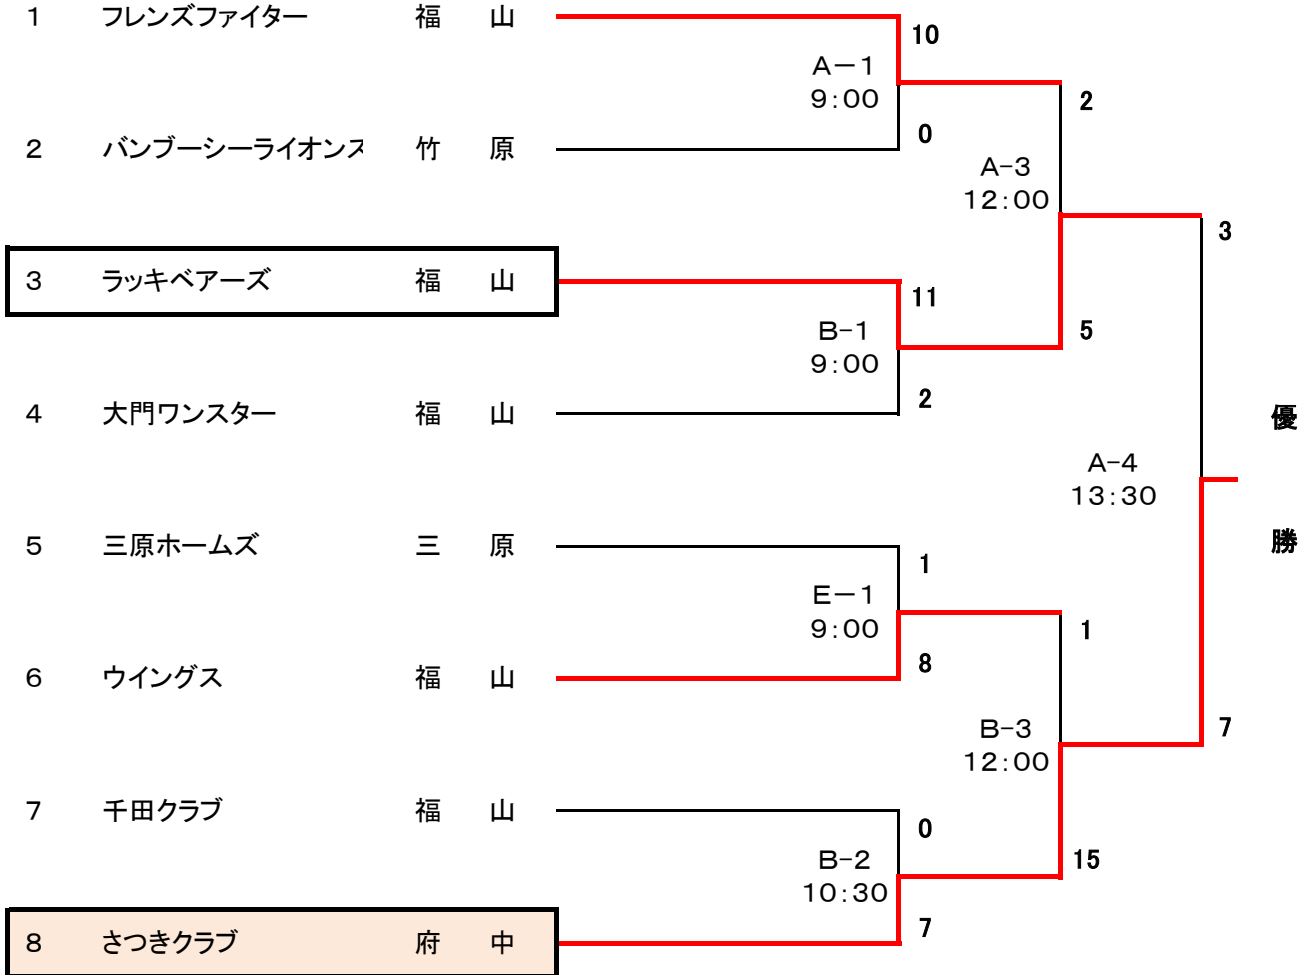 1 フレンズファイター 福 山
10
A－1
9:00
2
0
2 バンブーシーライオンズ 竹 原
A-3
12:00
3
3 ラッキベアーズ 福 山
11
B-1
9:00
5
2
4 大門ワンスター 福 山
優
勝
A-4
13:30
5 三原ホームズ 三 原
1
E－1
9:00
1
8
6 ウイングス 福 山
B-3
12:00
7
7 千田クラブ 福 山
0
B-2
10:30
15
7
8 さつきクラブ 府 中